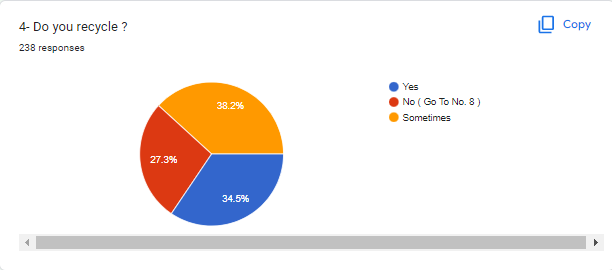 4- Do you recycle ?
Copy
238 responses
Yes
No ( Go To No. 8 )
Sometimes
38.2%
27.3%
34.5%